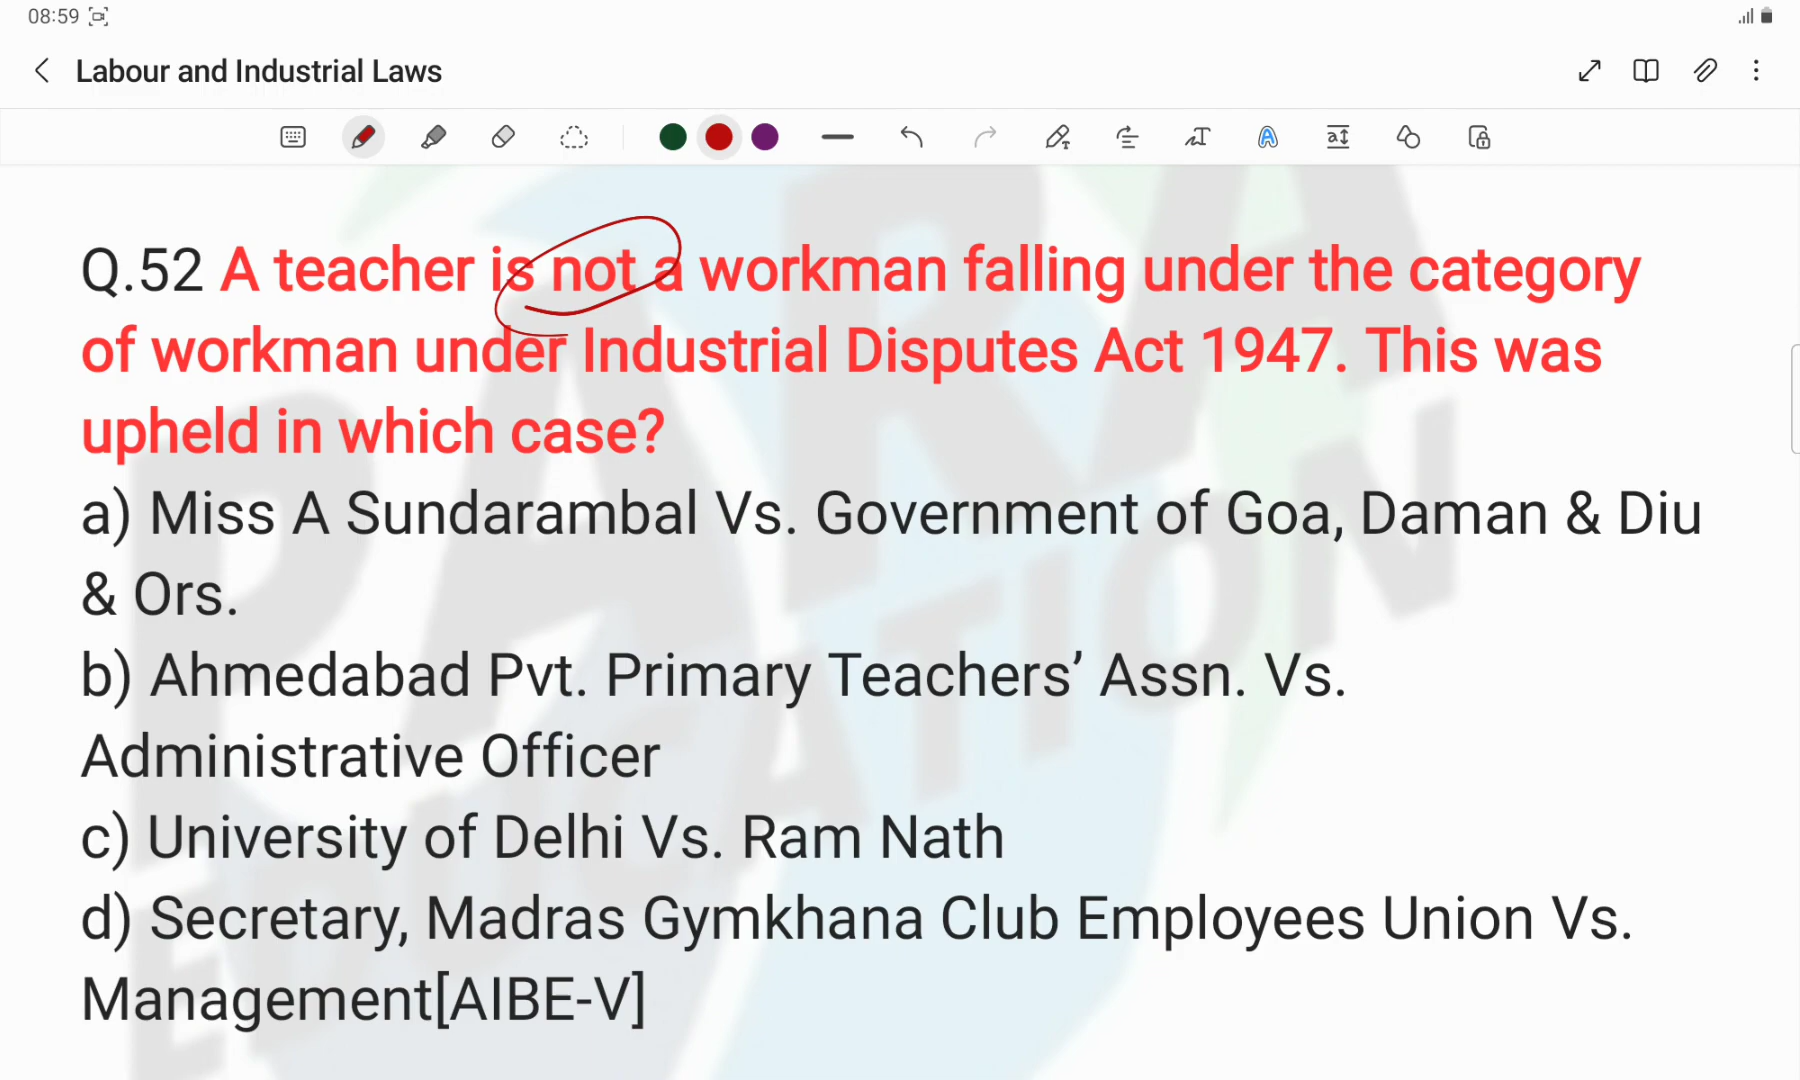 08:59
Labour and Industrial Laws
Q.52 A teacher is not a workman falling under the category
of workman under Industrial Disputes Act 1947. This was
upheld in which case?
a) Miss A Sundarambal Vs. Government of Goa, Daman & Diu
& Ors.
b) Ahmedabad Pvt. Primary Teachers’ Assn. Vs.
Administrative Officer
c) University of Delhi Vs. Ram Nath
d) Secretary, Madras Gymkhana Club Employees Union Vs.
Management[AIBE-V]
PARA
EDUCATION